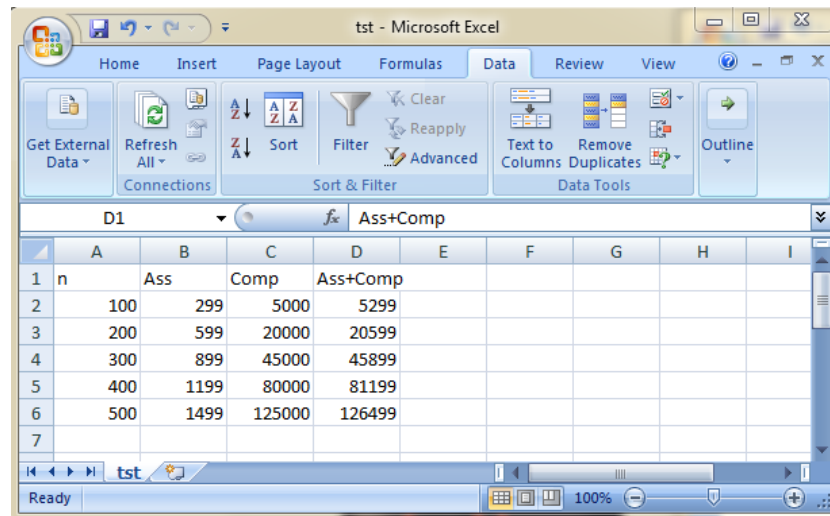 tst - Microsoft Excel
Home Insert Page Layout Formulas Data Review View
Get External Data
Refresh All
Connections
A Z
Z A
A Z
Z A
Sort
Filter
Clear
Reapply
Advanced
Sort & Filter
Text to Columns
Remove Duplicates
Data Tools
Outline
D1 fx Ass+Comp
A B C D E F G H I
1 n Ass Comp Ass+Comp
2 100 299 5000 5299
3 200 599 20000 20599
4 300 899 45000 45899
5 400 1199 80000 81199
6 500 1499 125000 126499
7
tst
Ready 100%